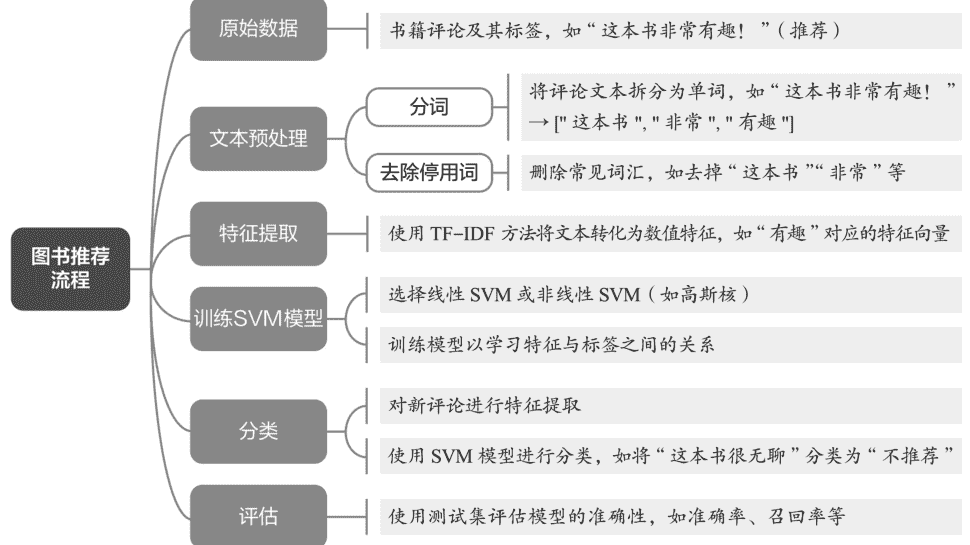 图书推荐
流程
原始数据
书籍评论及其标签，如“这本书非常有趣！”（推荐）
文本预处理
分词
将评论文本拆分为单词，如“这本书非常有趣！”
→ ["这本书", "非常", "有趣"]
去除停用词
删除常见词汇，如去掉“这本书”“非常”等
特征提取
使用 TF-IDF 方法将文本转化为数值特征，如“有趣”对应的特征向量
训练SVM模型
选择线性 SVM 或非线性 SVM（如高斯核）
训练模型以学习特征与标签之间的关系
分类
对新评论进行特征提取
使用 SVM 模型进行分类，如将“这本书很无聊”分类为“不推荐”
评估
使用测试集评估模型的准确性，如准确率、召回率等